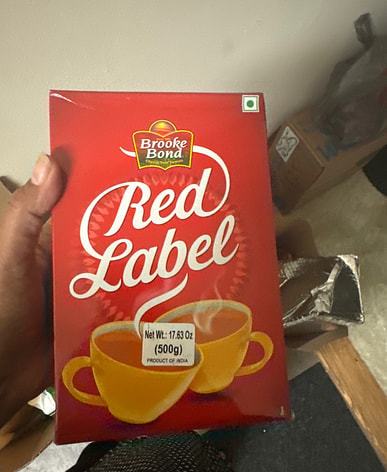 Brooke
Bond
Red
Label
Net Wt.: 17.63 Oz
(500g)
PRODUCT OF INDIA